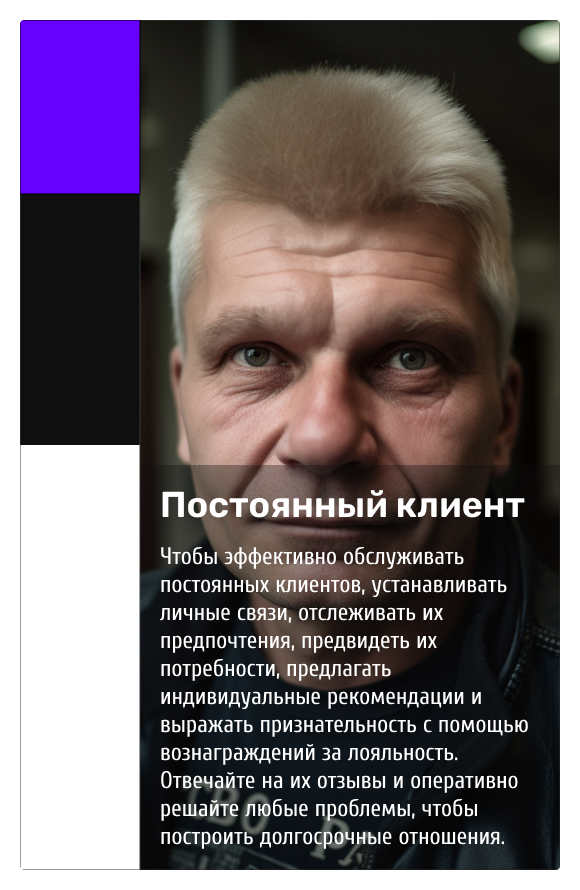 Постоянный клиент
Чтобы эффективно обслуживать
постоянных клиентов, устанавливать
личные связи, отслеживать их
предпочтения, предвидеть их
потребности, предлагать
индивидуальные рекомендации и
выражать признательность с помощью
вознаграждений за лояльность.
Отвечайте на их отзывы и оперативно
решайте любые проблемы, чтобы
построить долгосрочные отношения.